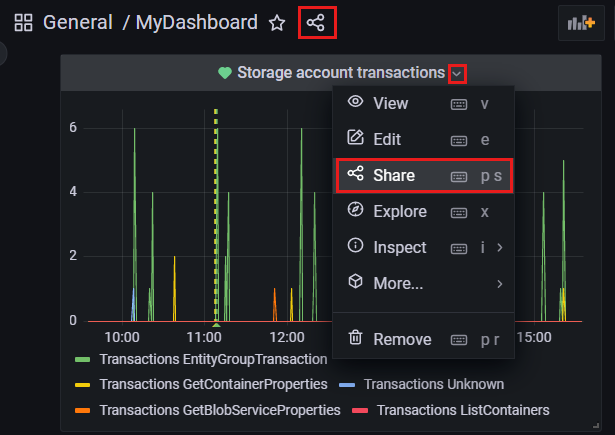 General / MyDashboard
Storage account transactions
View v
Edit e
Share p s
Explore x
Inspect i >
More... >
Remove p r
6
4
2
0
10:00 11:00 12:00 15:00
Transactions EntityGroupTransaction
Transactions GetContainerProperties Transactions Unknown
Transactions GetBlobServiceProperties Transactions ListContainers